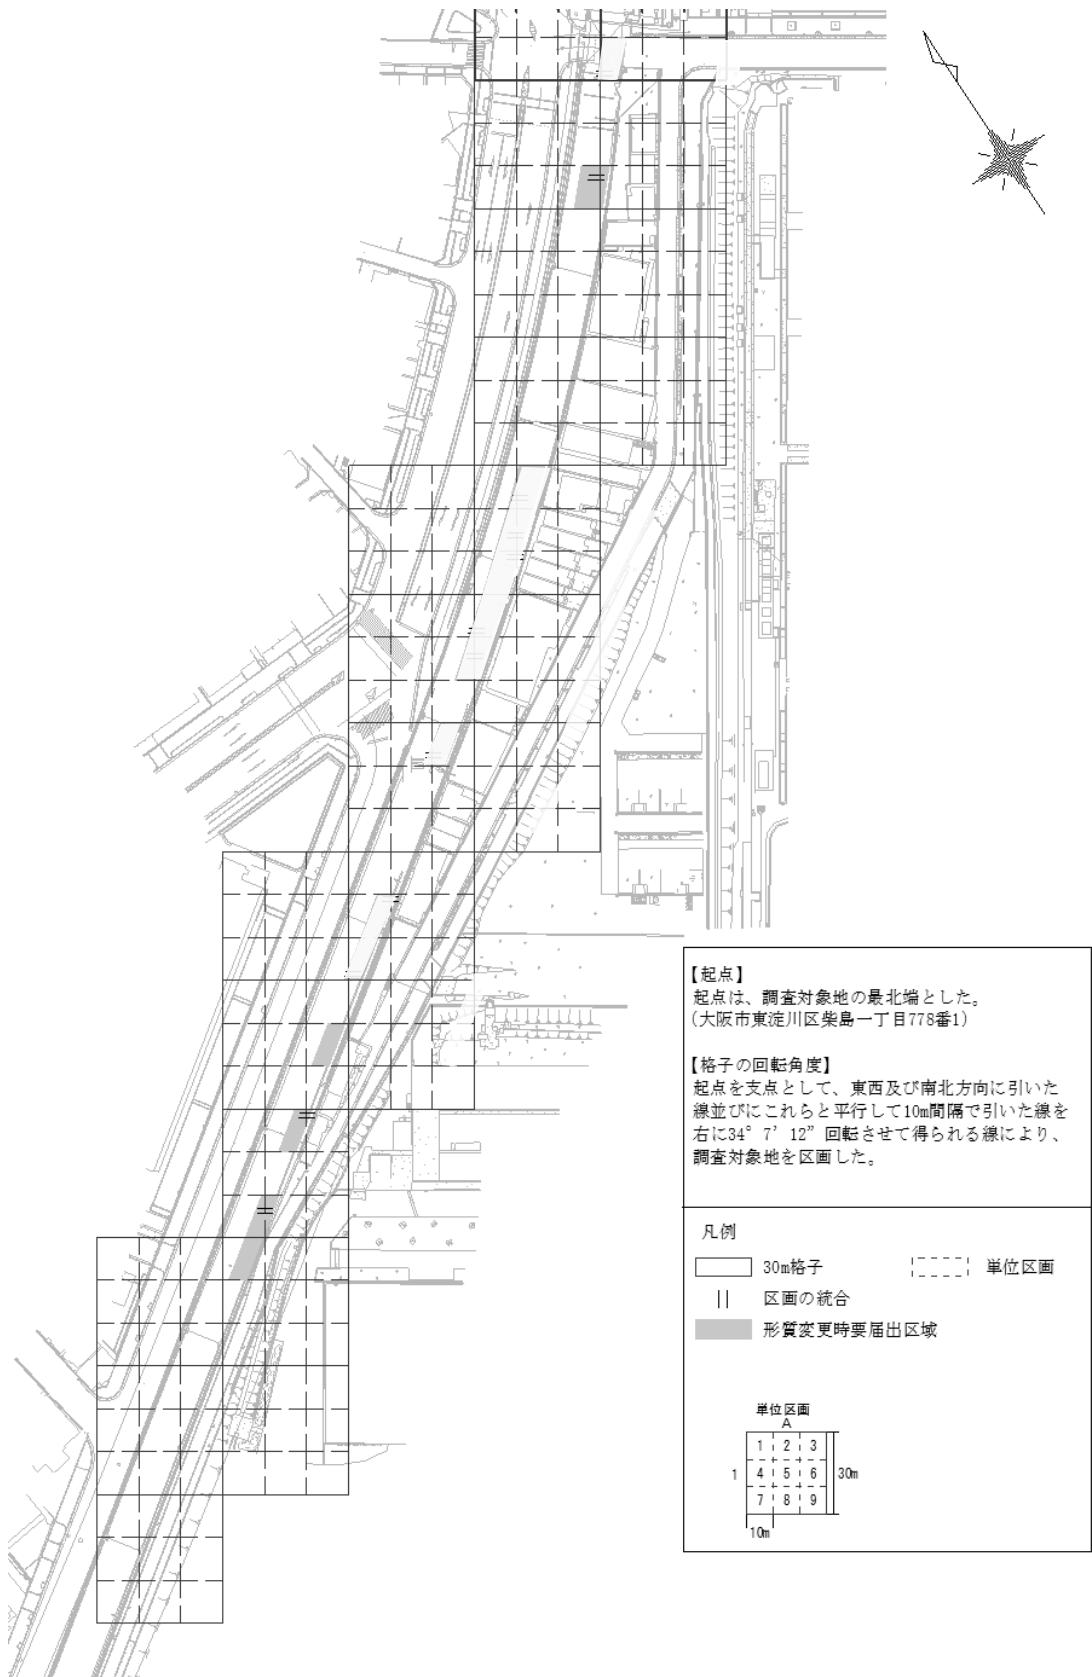 【起点】
起点は、調査対象地の最北端とした。
(大阪市東淀川区柴島一丁目778番1)
【格子の回転角度】
起点を支点として、東西及び南北方向に引いた
線並びにこれらと平行して10m間隔で引いた線を
右に34°7’12”回転させて得られる線により、
調査対象地を区画した。
凡例
30m格子
単位区画
区画の統合
形質変更時要届出区域
単位区画
A
1 2 3
1 4 5 6 30m
7 8 9
10m